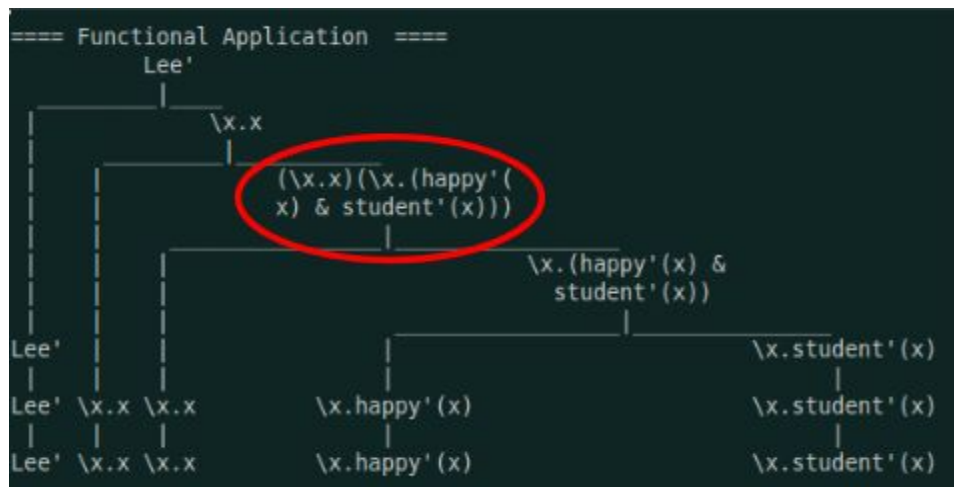 ==== Functional Application ====
Lee'
\x.x
(\x.x)(\x.(happy'(
x) & student'(x)))
\x.(happy'(x) &
student'(x))
Lee' \x.student'(x)
Lee' \x.x \x.x \x.happy'(x) \x.student'(x)
Lee' \x.x \x.x \x.happy'(x) \x.student'(x)